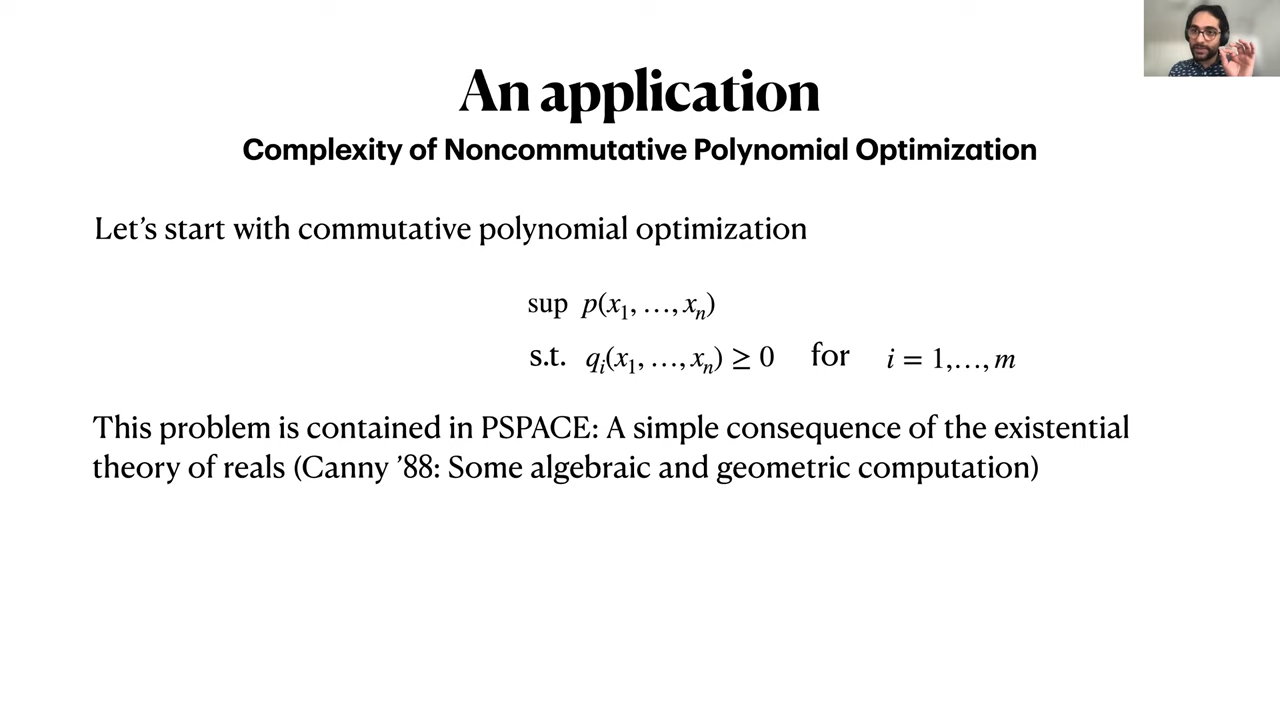 An application
Complexity of Noncommutative Polynomial Optimization
Let’s start with commutative polynomial optimization
sup p(x₁, …, xₙ)
s.t. qᵢ(x₁, …, xₙ) ≥ 0 for i = 1,…, m
This problem is contained in PSPACE: A simple consequence of the existential
theory of reals (Canny ’88: Some algebraic and geometric computation)